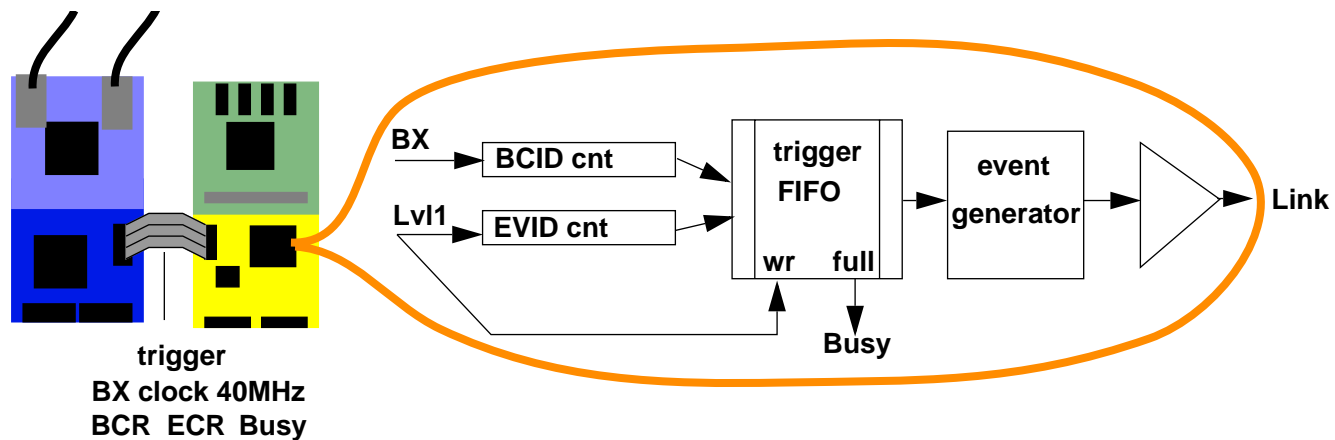 BX
BCID cnt
trigger
FIFO
event
generator
Link
Lvl1
EVID cnt
wr full
Busy
trigger
BX clock 40MHz
BCR ECR Busy